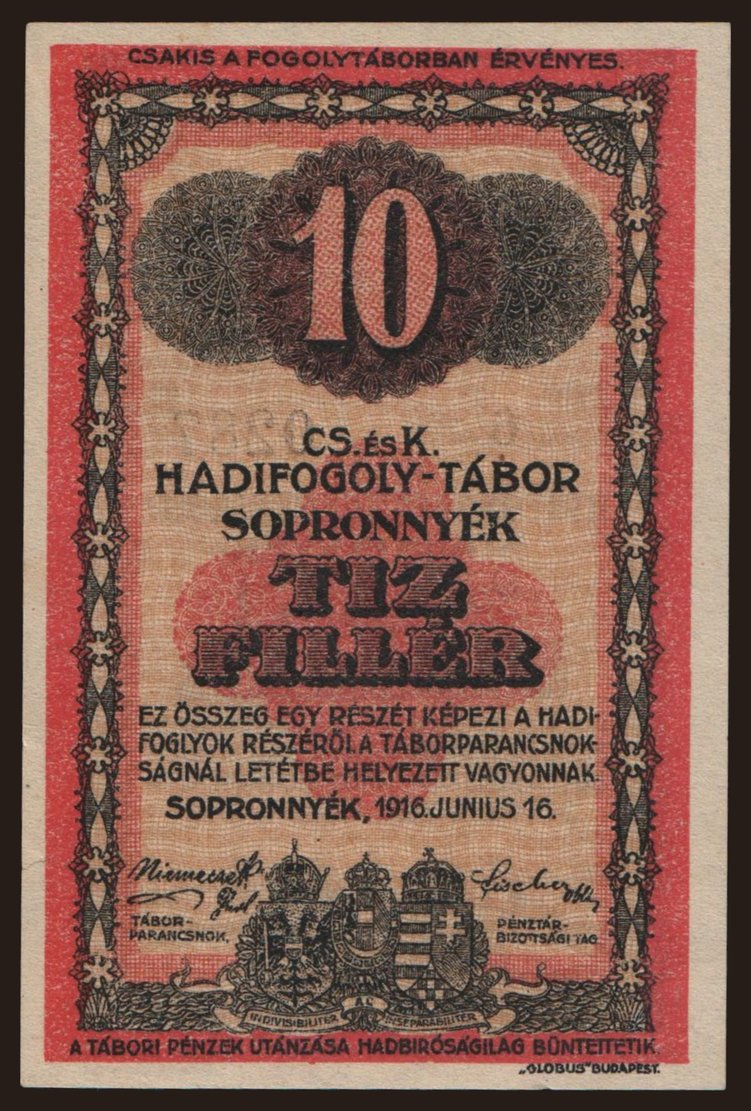 CSAKIS A FOGOLYTÁBORBAN ÉRVÉNYES.
10
CS. ÉS K.
HADIFOGOLY-TÁBOR
SOPRONNYÉK
TIZ
FILLÉR
EZ ÖSSZEG EGY RÉSZÉT KÉPEZI A HADI-
FOGLYOK RÉSZÉRŐL A TÁBORPARANCSNOK-
SÁGNÁL LETÉTBE HELYEZETT VAGYONNAK.
SOPRONNYÉK, 1916. JUNIUS 16.
TÁBOR-
PARANCSNOK.
PÉNZTÁR-
BIZOTTSÁGI TAG
INDIVISIBILITER AC INSEPARABILITER
A TÁBORI PÉNZEK UTÁNZÁSA HADBIRÓSÁGILAG BÜNTETTETIK.
„GLOBUS" BUDAPEST.